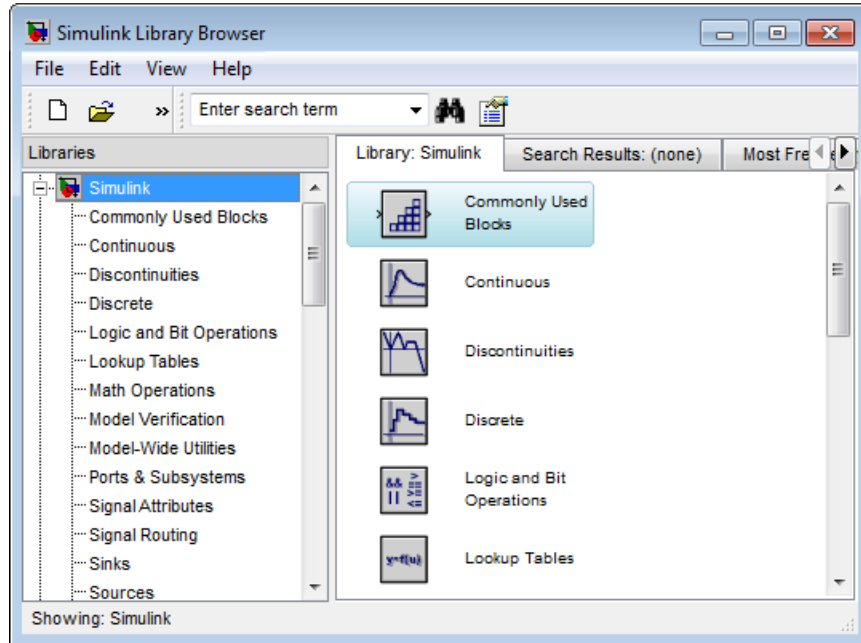 Simulink Library Browser
File Edit View Help
» Enter search term
Libraries
Library: Simulink Search Results: (none) Most Fre
Simulink
Commonly Used Blocks
Continuous
Discontinuities
Discrete
Logic and Bit Operations
Lookup Tables
Math Operations
Model Verification
Model-Wide Utilities
Ports & Subsystems
Signal Attributes
Signal Routing
Sinks
Sources
Commonly Used
Blocks
Continuous
Discontinuities
Discrete
&& >
>=
|| <=
Logic and Bit
Operations
y=f(u)
Lookup Tables
Showing: Simulink